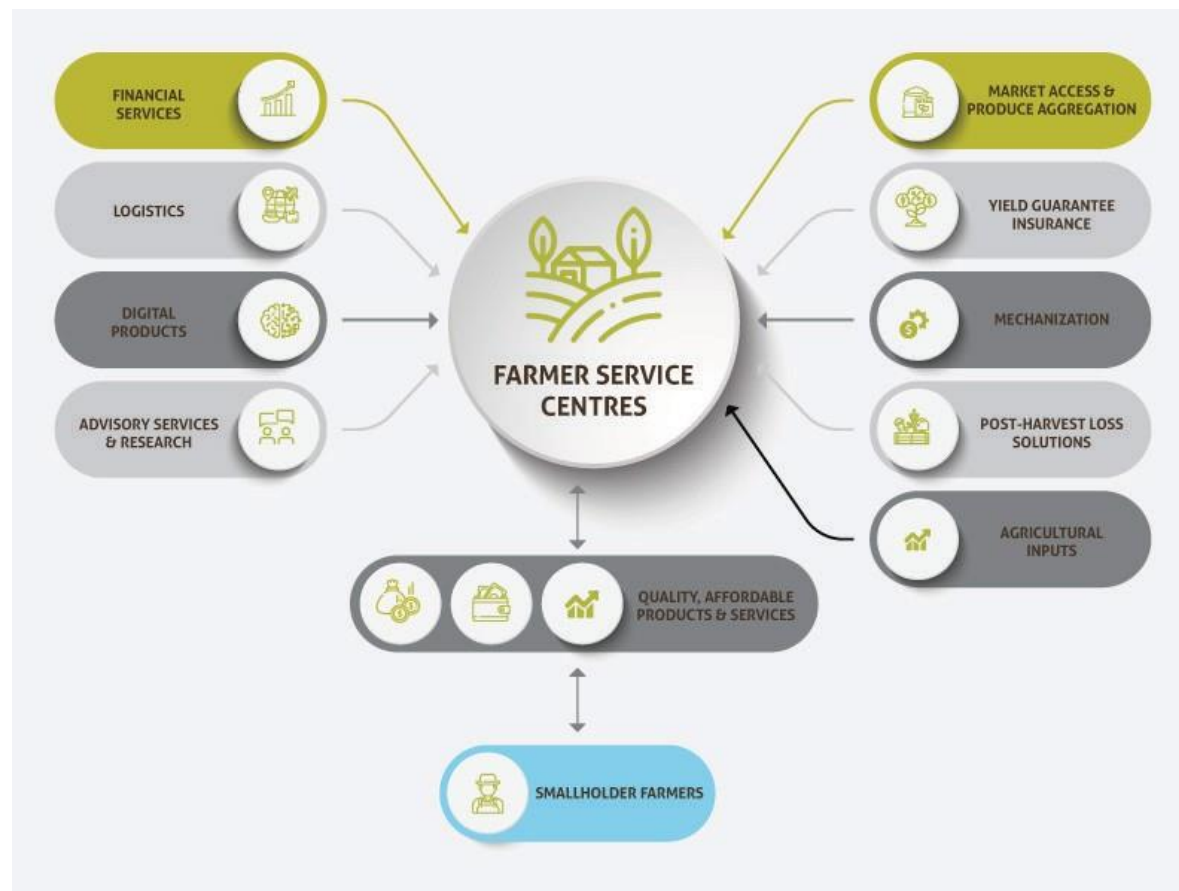 FINANCIAL
SERVICES
LOGISTICS
DIGITAL
PRODUCTS
ADVISORY SERVICES
& RESEARCH
FARMER SERVICE
CENTRES
MARKET ACCESS &
PRODUCE AGGREGATION
YIELD GUARANTEE
INSURANCE
MECHANIZATION
POST-HARVEST LOSS
SOLUTIONS
AGRICULTURAL
INPUTS
QUALITY, AFFORDABLE
PRODUCTS & SERVICES
SMALLHOLDER FARMERS